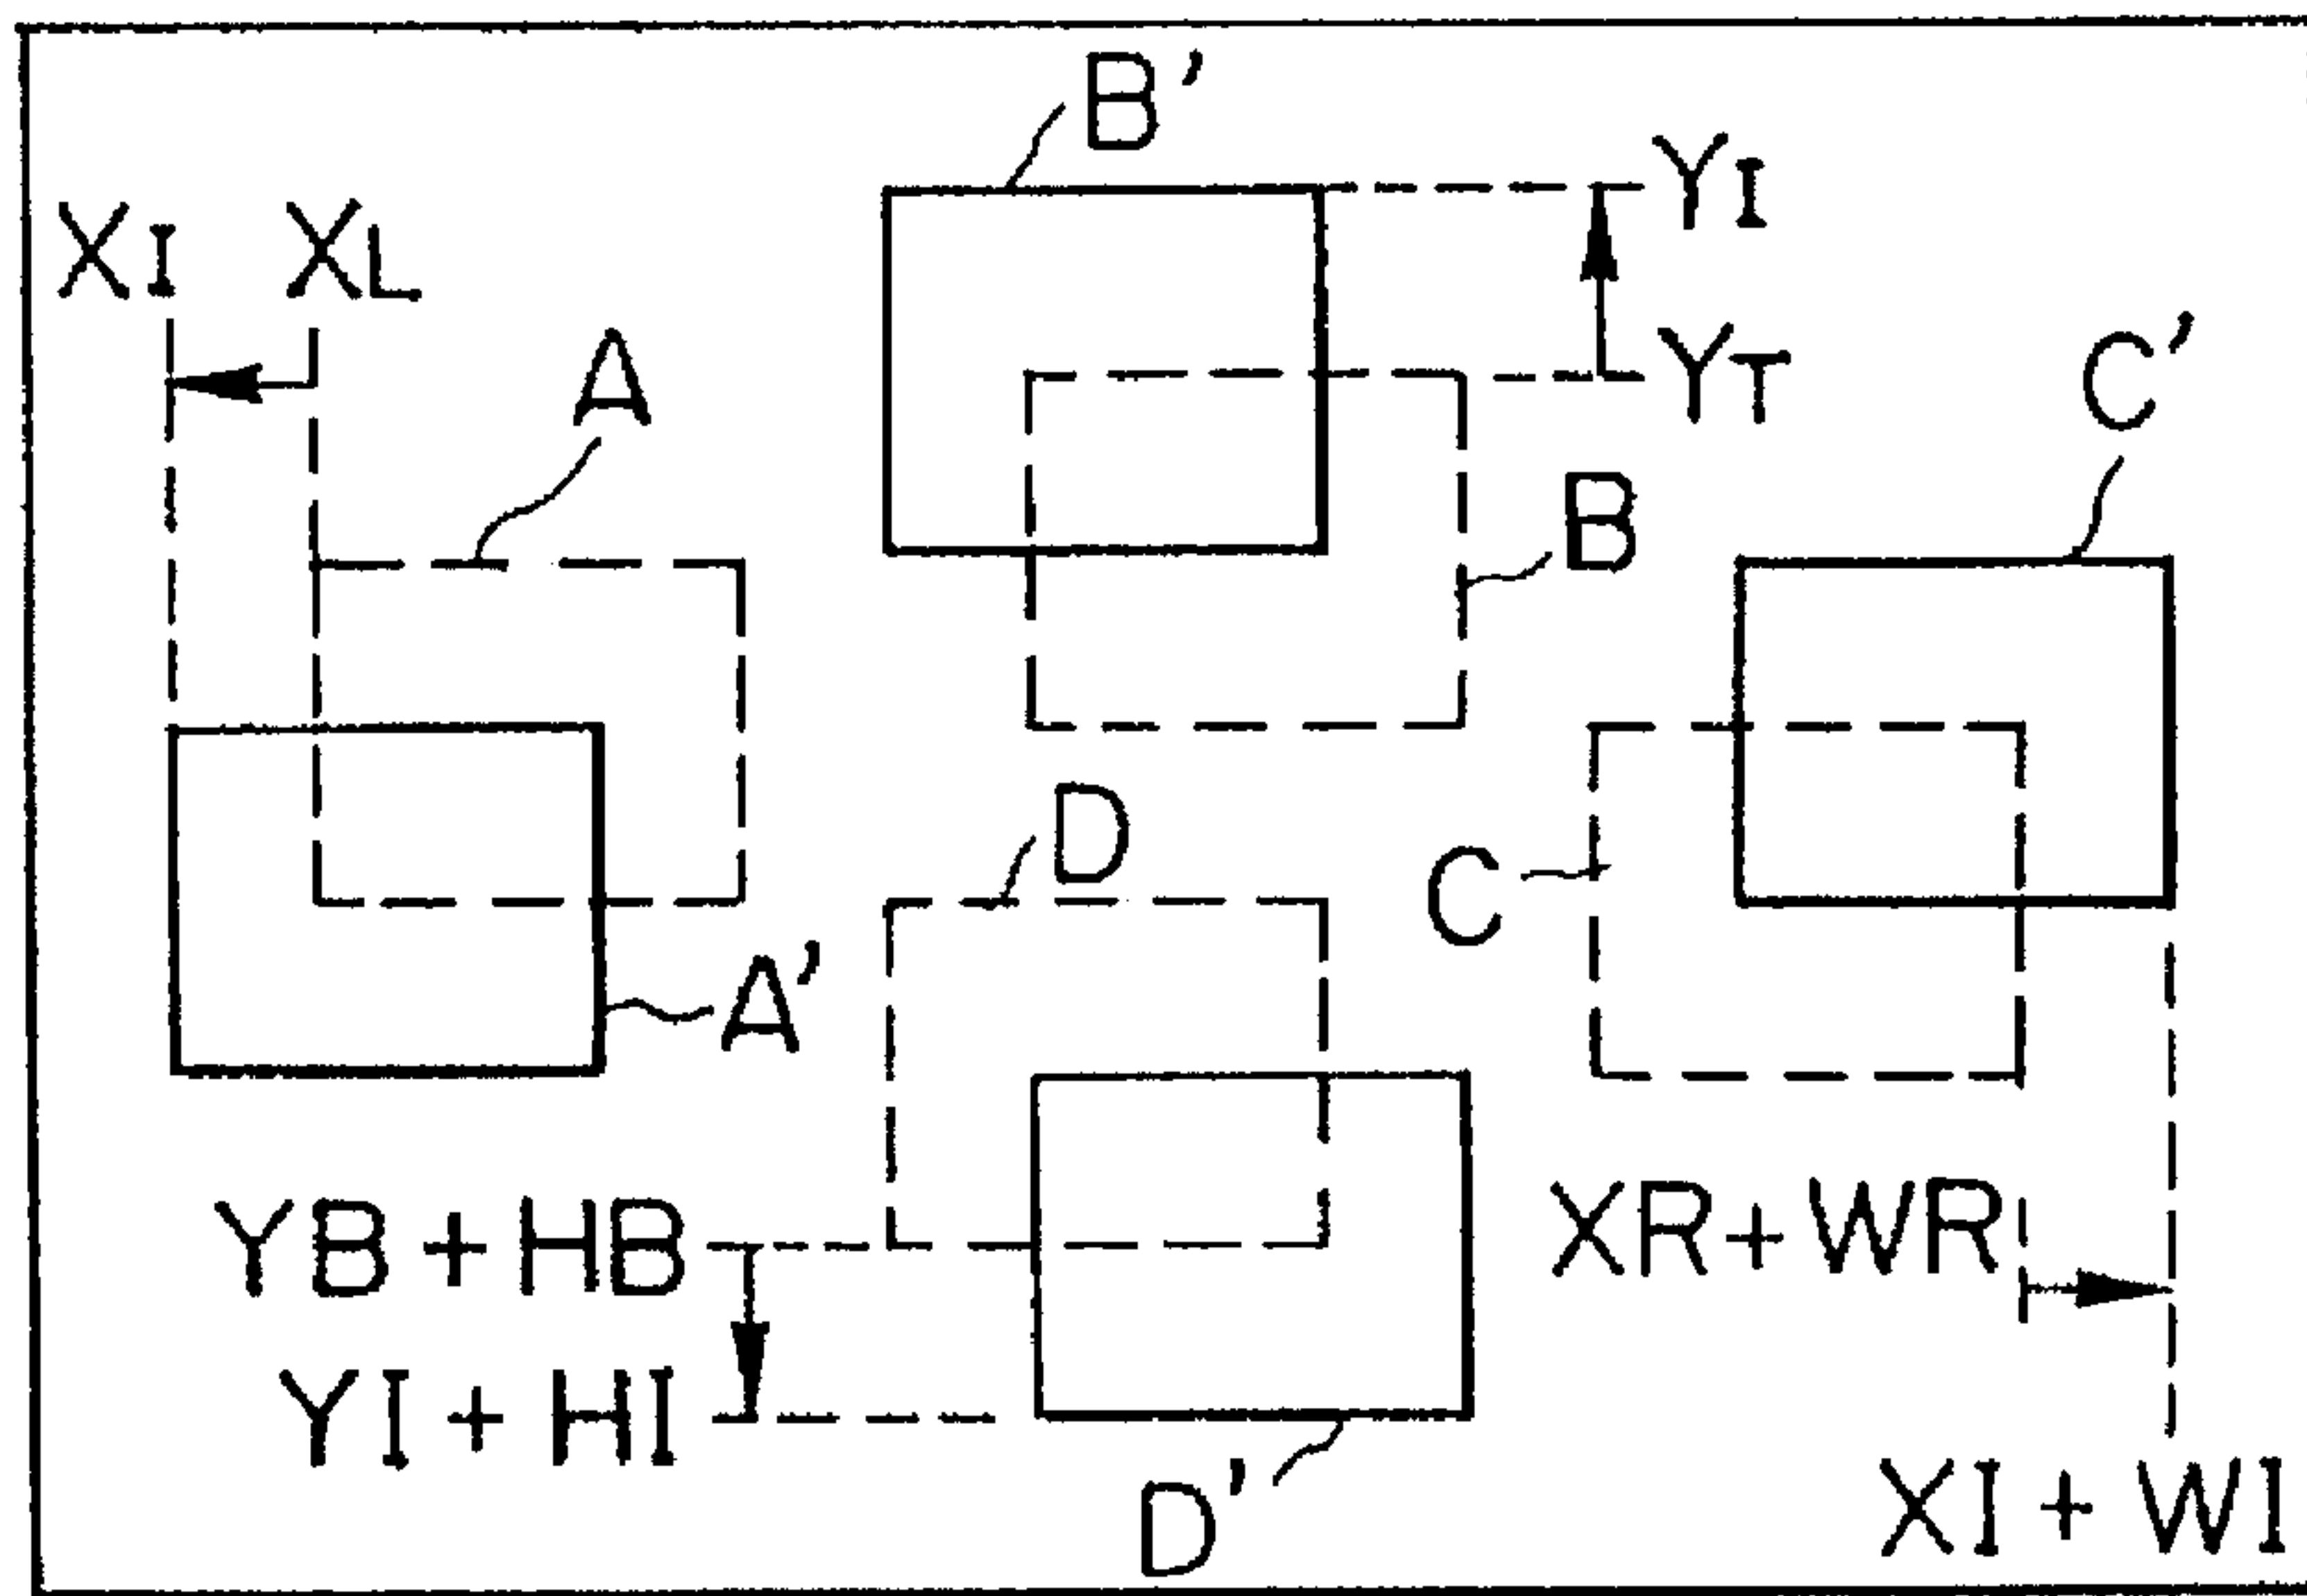 B'
YI
XI XL
A
YT
C'
B
D
C
A'
YB + HB
XR + WR
YI + HI
XI + WI
D'